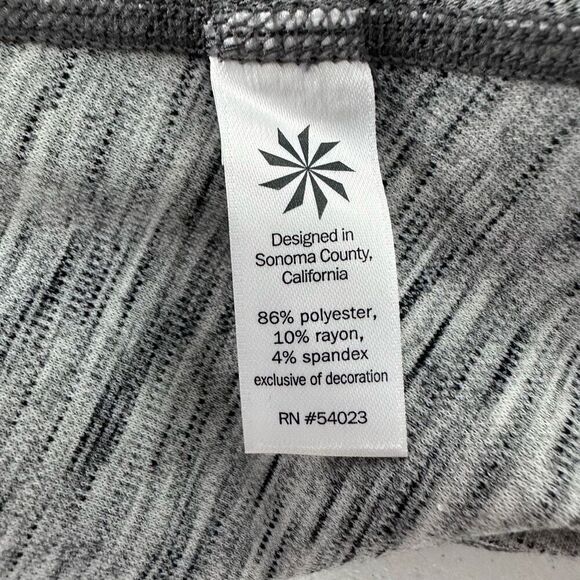 Designed in
Sonoma County,
California
86% polyester,
10% rayon,
4% spandex
exclusive of decoration
RN #54023